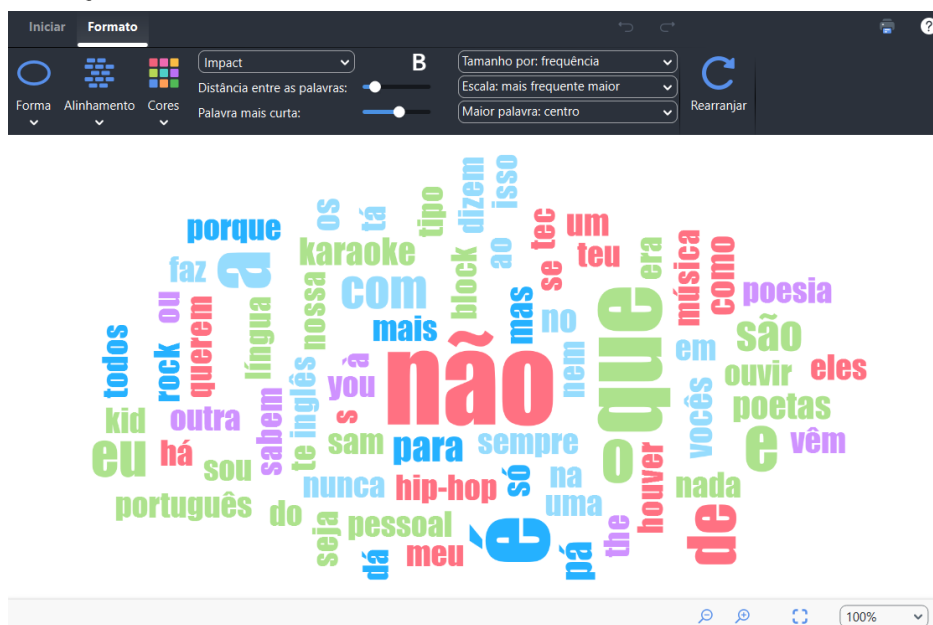 Iniciar Formato
Impact B Tamanho por: frequência
Distância entre as palavras: Escala: mais frequente maior
Forma Alinhamento Cores Palavra mais curta: Maior palavra: centro Rearranjar
dizem isso
tipo
os tá
porque karaoke block ao se tec um teu era música como
faz a com poesia
ou nossa mais mas no são
todos rock querem língua não que em ouvir eles
à you nem
kid outra sabem te inglês s vocês poetas
eu há sou sam para sempre o e vêm
nunca hip-hop só na uma houver nada
português do seja pessoal é the de
dá meu pá
100%